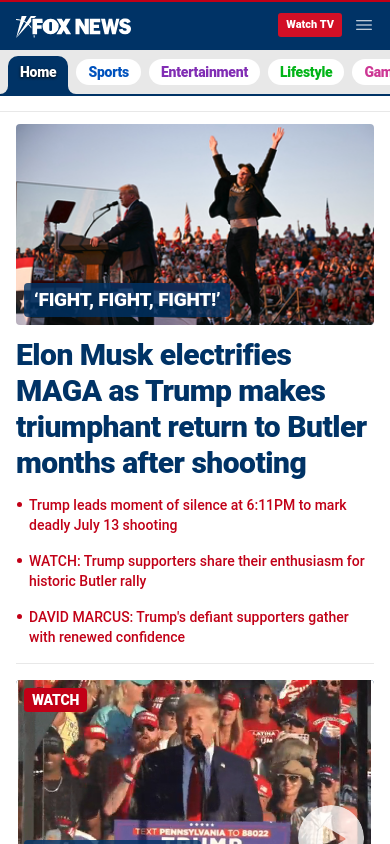 FOX NEWS
Watch TV
Home
Sports
Entertainment
Lifestyle
Gam
‘FIGHT, FIGHT, FIGHT!’
Elon Musk electrifies
MAGA as Trump makes
triumphant return to Butler
months after shooting
• Trump leads moment of silence at 6:11PM to mark
deadly July 13 shooting
• WATCH: Trump supporters share their enthusiasm for
historic Butler rally
• DAVID MARCUS: Trump's defiant supporters gather
with renewed confidence
WATCH
TEXT PENNSYLVANIA TO 88022
TRUMP